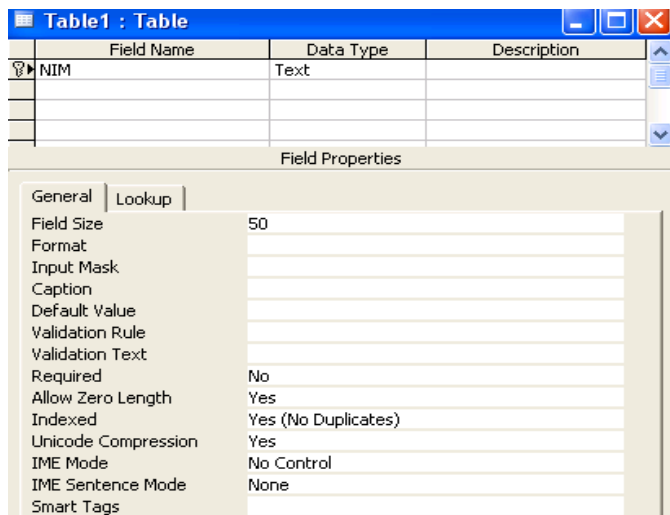 Table1 : Table
Field Name Data Type Description
NIM Text
Field Properties
General Lookup
Field Size 50
Format
Input Mask
Caption
Default Value
Validation Rule
Validation Text
Required No
Allow Zero Length Yes
Indexed Yes (No Duplicates)
Unicode Compression Yes
IME Mode No Control
IME Sentence Mode None
Smart Tags